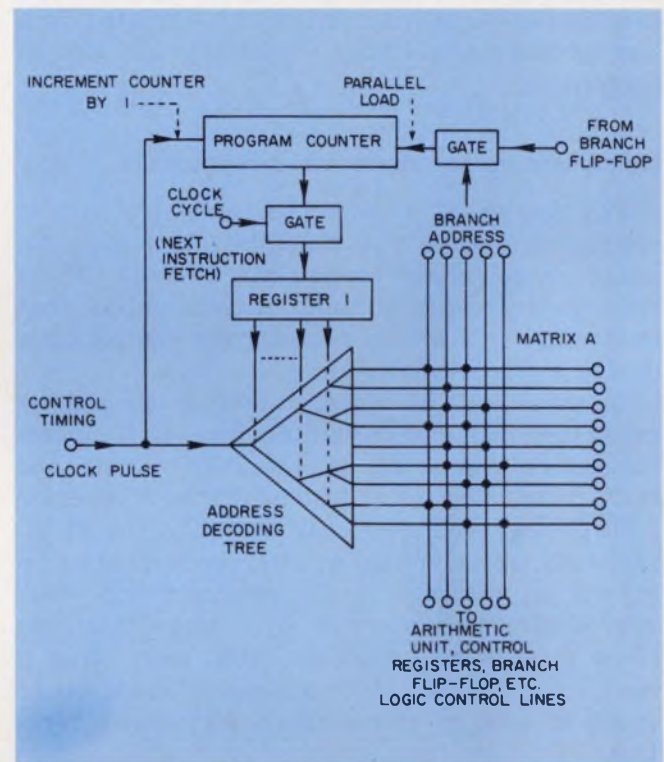 INCREMENT COUNTER
BY 1
PARALLEL
LOAD
PROGRAM COUNTER
GATE
FROM
BRANCH
FLIP-FLOP
CLOCK
CYCLE
GATE
(NEXT
INSTRUCTION
FETCH)
BRANCH
ADDRESS
REGISTER 1
MATRIX A
CONTROL
TIMING
CLOCK PULSE
ADDRESS
DECODING
TREE
TO
ARITHMETIC
UNIT, CONTROL
REGISTERS, BRANCH
FLIP-FLOP, ETC.
LOGIC CONTROL LINES